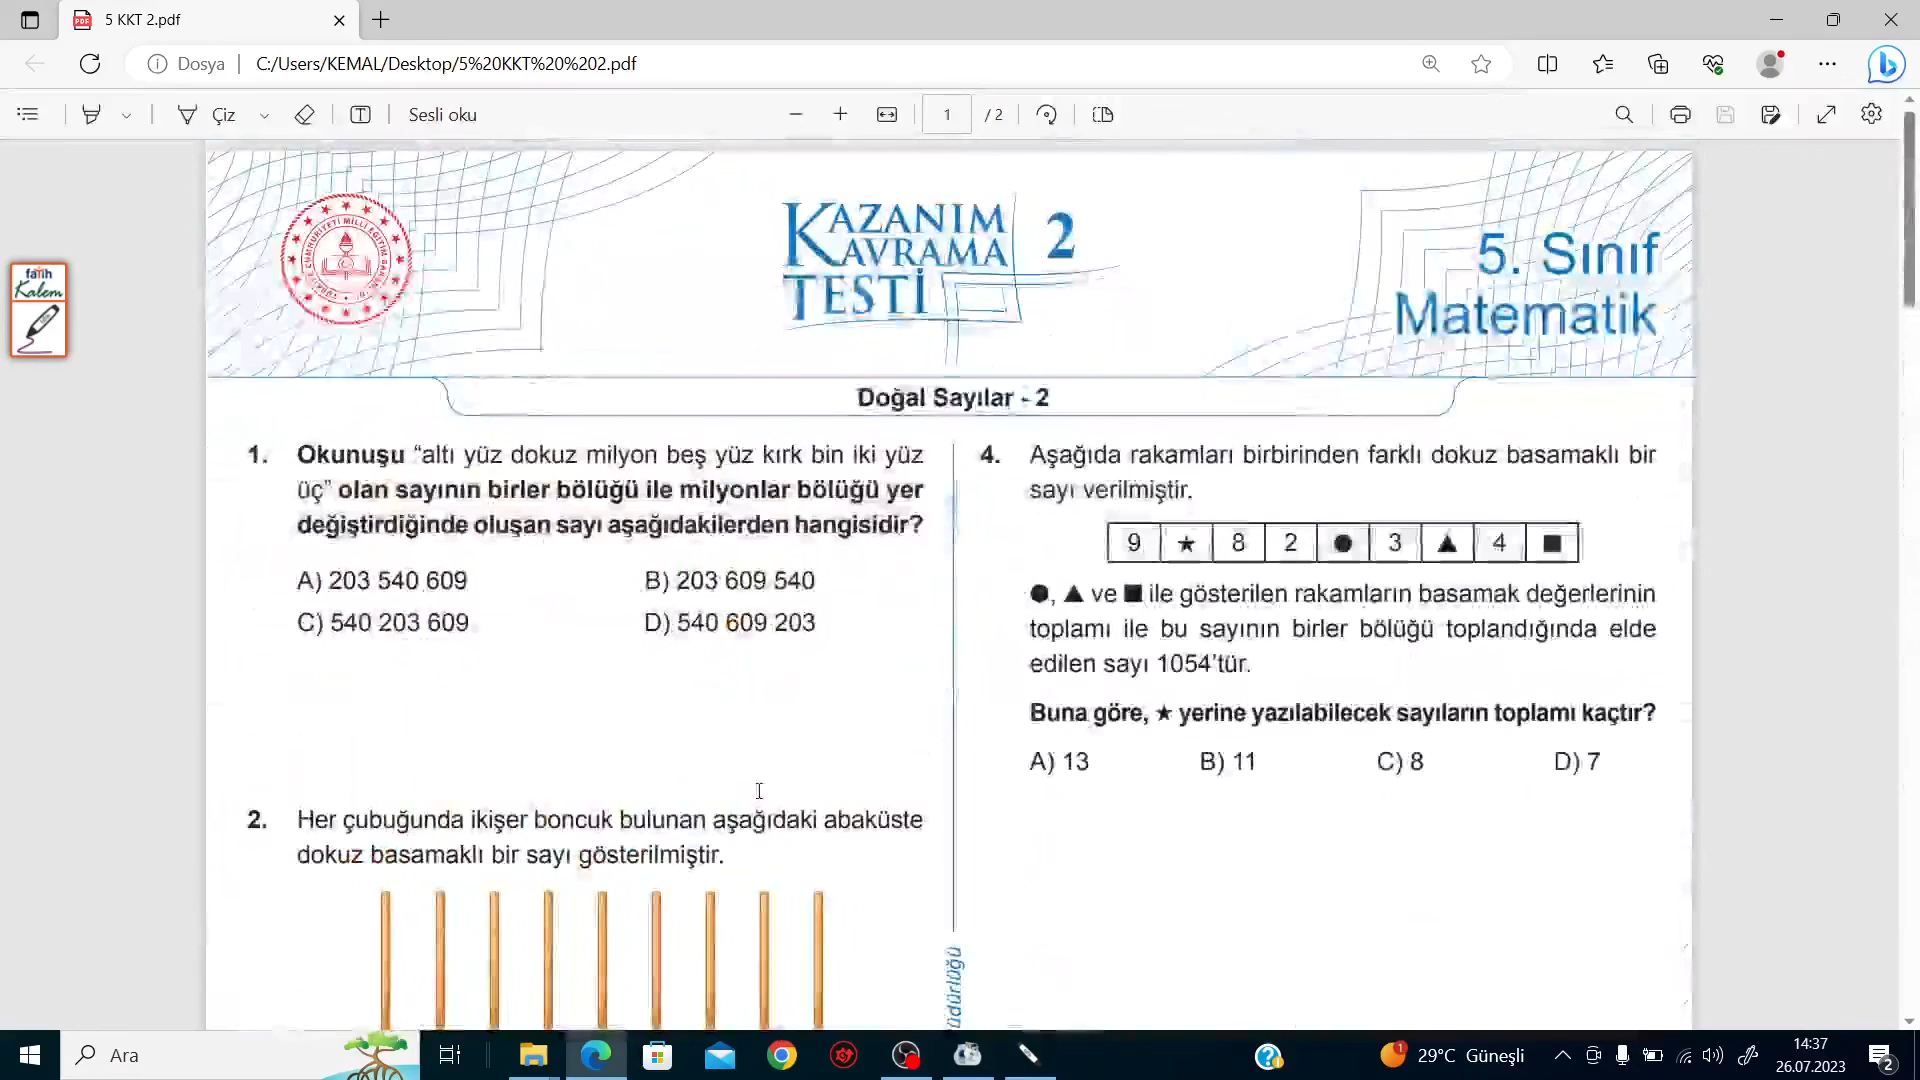 5 KKT 2.pdf
Dosya
C:/Users/KEMAL/Desktop/5%20KKT%20%202.pdf
Çiz
Sesli oku
1
/ 2
KAZANIM
KAVRAMA
TESTİ
2
5. Sınıf
Matematik
fatih
Kalem
Doğal Sayılar - 2
1. Okunuşu “altı yüz dokuz milyon beş yüz kırk bin iki yüz
üç” olan sayının birler bölüğü ile milyonlar bölüğü yer
değiştirdiğinde oluşan sayı aşağıdakilerden hangisidir?
A) 203 540 609 B) 203 609 540
C) 540 203 609 D) 540 609 203
2. Her çubuğunda ikişer boncuk bulunan aşağıdaki abaküste
dokuz basamaklı bir sayı gösterilmiştir.
4. Aşağıda rakamları birbirinden farklı dokuz basamaklı bir
sayı verilmiştir.
9 ★ 8 2 ● 3 ▲ 4 ■
●, ▲ ve ■ ile gösterilen rakamların basamak değerlerinin
toplamı ile bu sayının birler bölüğü toplandığında elde
edilen sayı 1054’tür.
Buna göre, ★ yerine yazılabilecek sayıların toplamı kaçtır?
A) 13 B) 11 C) 8 D) 7
Ara
1
29°C Güneşli
14:37
26.07.2023
2